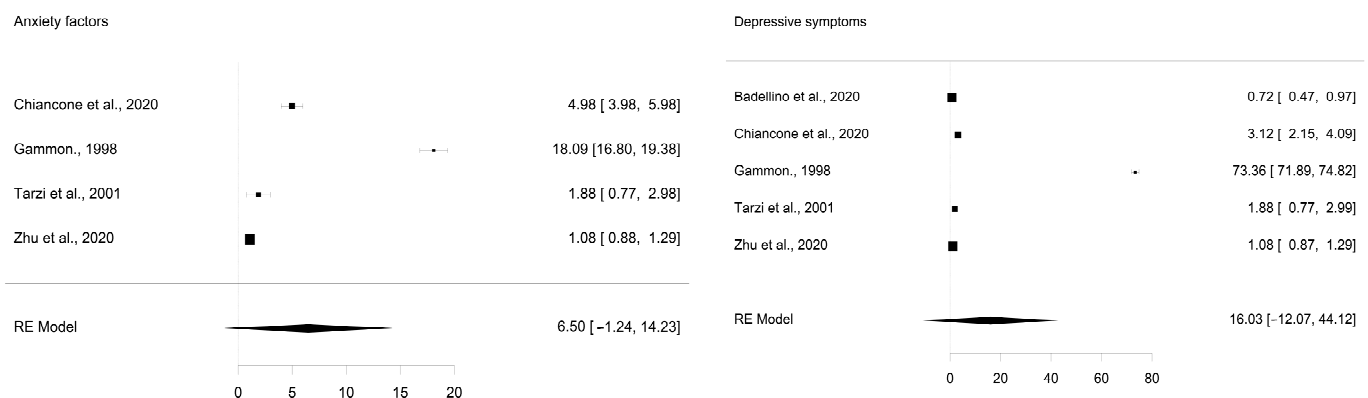 Anxiety factors
Chiancone et al., 2020 4.98 [ 3.98, 5.98]
Gammon., 1998 18.09 [16.80, 19.38]
Tarzi et al., 2001 1.88 [ 0.77, 2.98]
Zhu et al., 2020 1.08 [ 0.88, 1.29]
RE Model 6.50 [−1.24, 14.23]
0 5 10 15 20
Depressive symptoms
Badellino et al., 2020 0.72 [ 0.47, 0.97]
Chiancone et al., 2020 3.12 [ 2.15, 4.09]
Gammon., 1998 73.36 [ 71.89, 74.82]
Tarzi et al., 2001 1.88 [ 0.77, 2.99]
Zhu et al., 2020 1.08 [ 0.87, 1.29]
RE Model 16.03 [−12.07, 44.12]
0 20 40 60 80